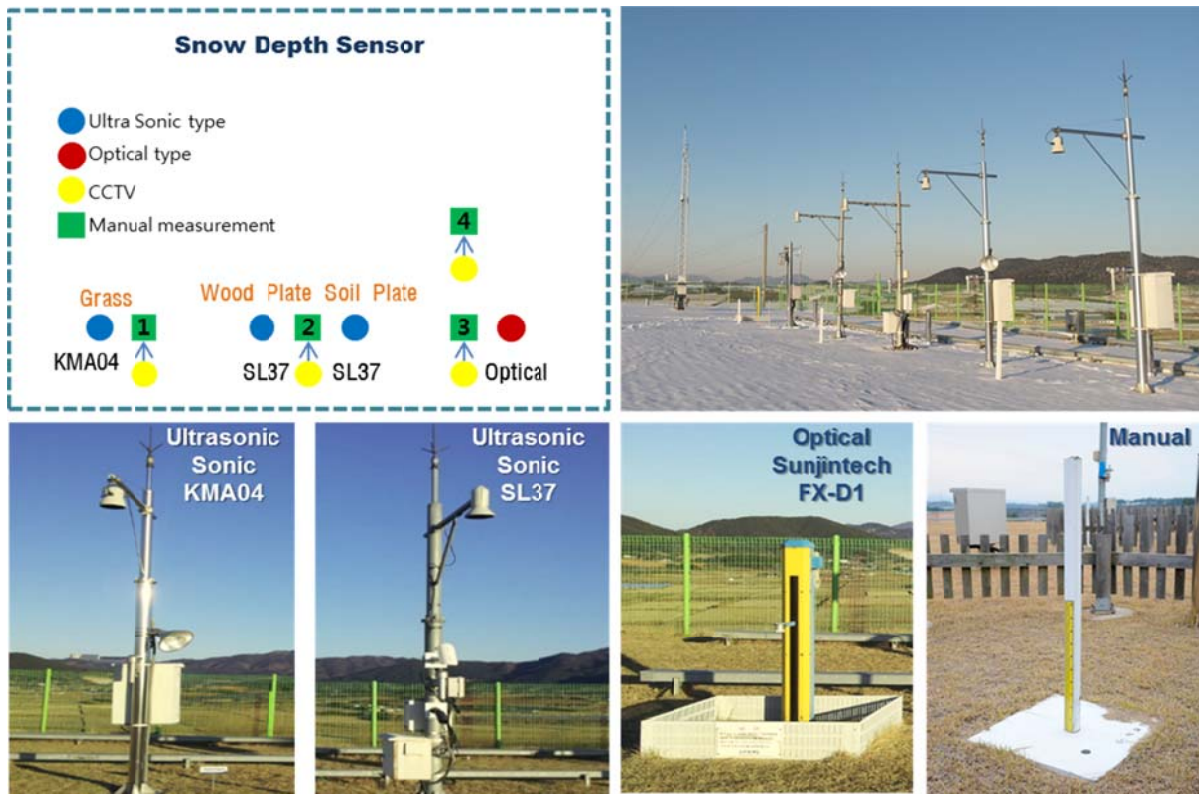 Snow Depth Sensor
Ultra Sonic type
Optical type
CCTV
Manual measurement
4
Grass
Wood Plate Soil Plate
1
2
3
KMA04
SL37
SL37
Optical
Ultrasonic
Sonic
KMA04
Ultrasonic
Sonic
SL37
Optical
Sunjintech
FX-D1
Manual